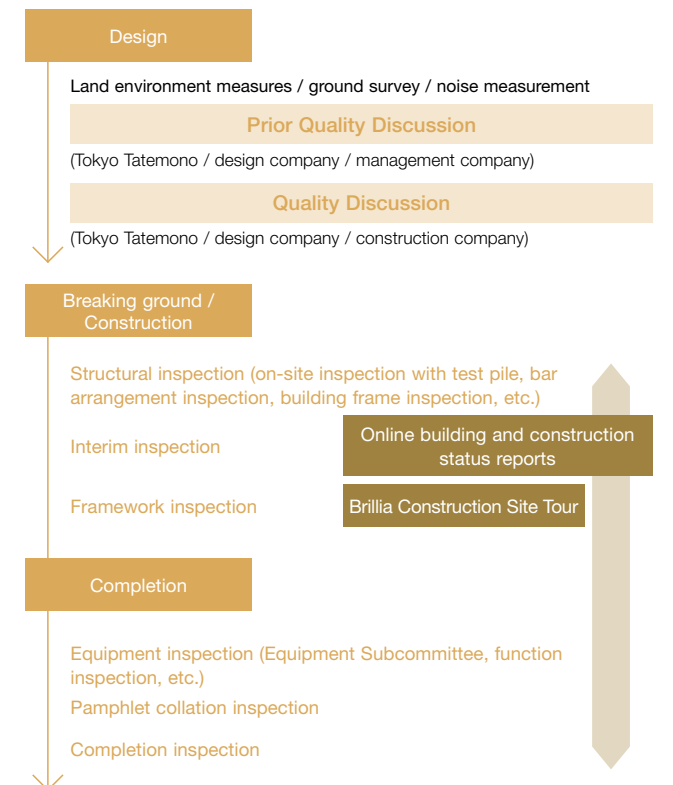 Design
Land environment measures / ground survey / noise measurement
Prior Quality Discussion
(Tokyo Tatemono / design company / management company)
Quality Discussion
(Tokyo Tatemono / design company / construction company)
Breaking ground /
Construction
Structural inspection (on-site inspection with test pile, bar
arrangement inspection, building frame inspection, etc.)
Interim inspection
Online building and construction
status reports
Framework inspection
Brillia Construction Site Tour
Completion
Equipment inspection (Equipment Subcommittee, function
inspection, etc.)
Pamphlet collation inspection
Completion inspection